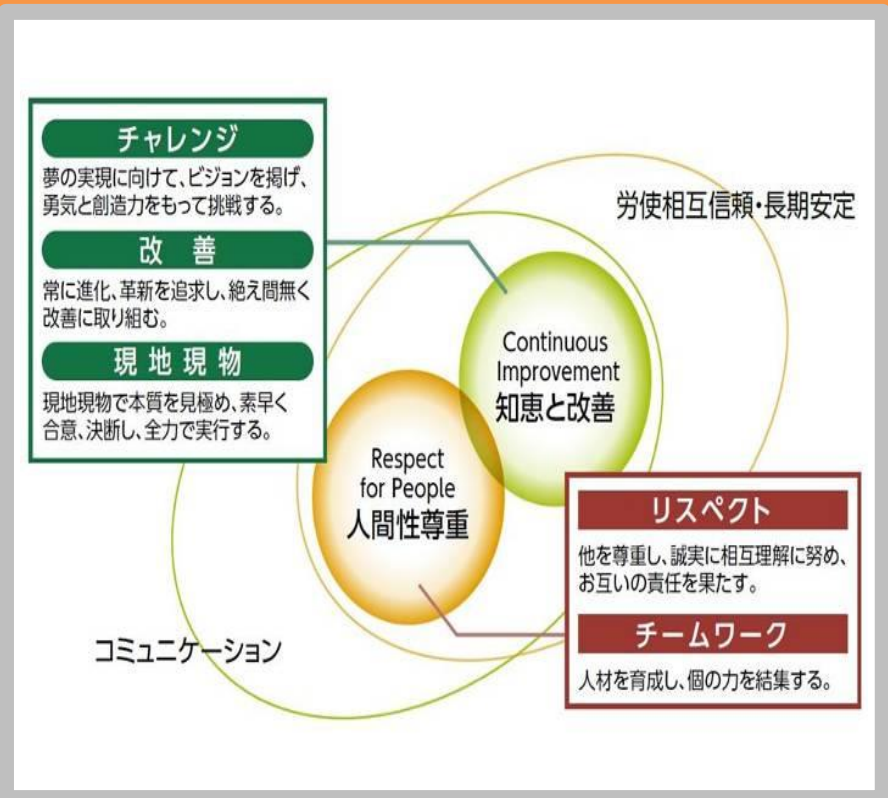 チャレンジ
夢の実現に向けて、ビジョンを掲げ、
勇気と創造力をもって挑戦する。
改善
常に進化、革新を追求し、絶え間無く
改善に取り組む。
現地現物
現地現物で本質を見極め、素早く
合意、決断し、全力で実行する。
労使相互信頼・長期安定
Continuous
Improvement
知恵と改善
Respect
for People
人間性尊重
リスペクト
他を尊重し、誠実に相互理解に努め、
お互いの責任を果たす。
チームワーク
人材を育成し、個の力を結集する。
コミュニケーション